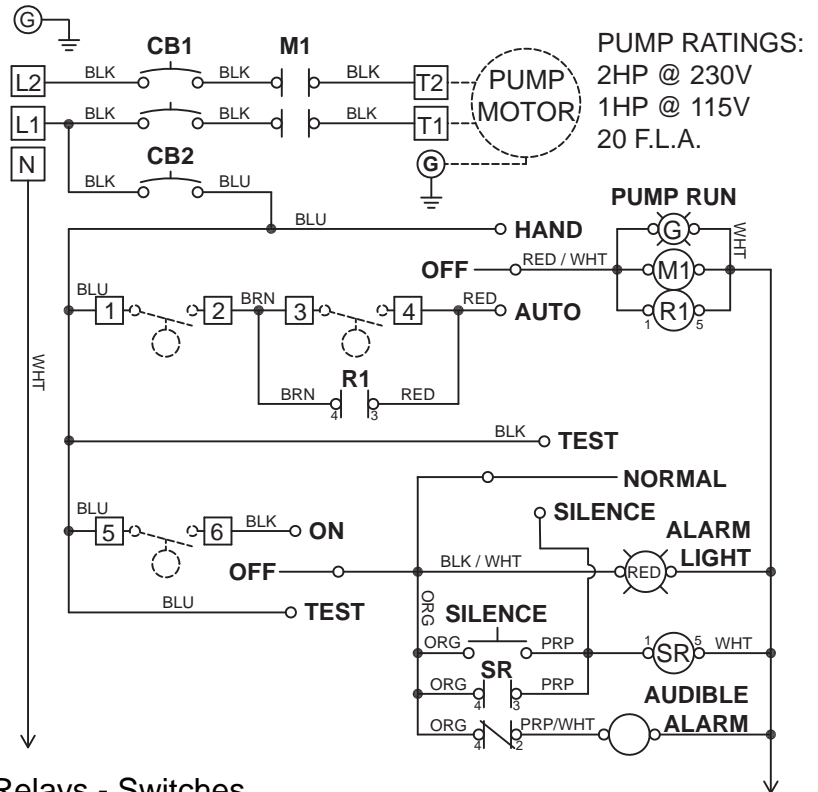 G
CB1 M1
PUMP RATINGS:
2HP @ 230V
1HP @ 115V
20 F.L.A.
L2 BLK BLK BLK T2
PUMP
MOTOR
L1 BLK BLK BLK T1
N
CB2
G
BLK BLU
BLU HAND
PUMP RUN
G
WHT
OFF RED / WHT M1
1 R1 5
BLU 1 2 BRN 3 4 RED AUTO
WHT
R1
BRN 4 3 RED
BLK TEST
NORMAL
SILENCE
BLU 5 6 BLK ON
ALARM
LIGHT
OFF BLK / WHT RED
BLU TEST
ORG
SILENCE
ORG PRP 1 SR 5 WHT
SR
ORG 4 3 PRP
AUDIBLE
ALARM
ORG 4 2 PRP/WHT
Relays - Switches